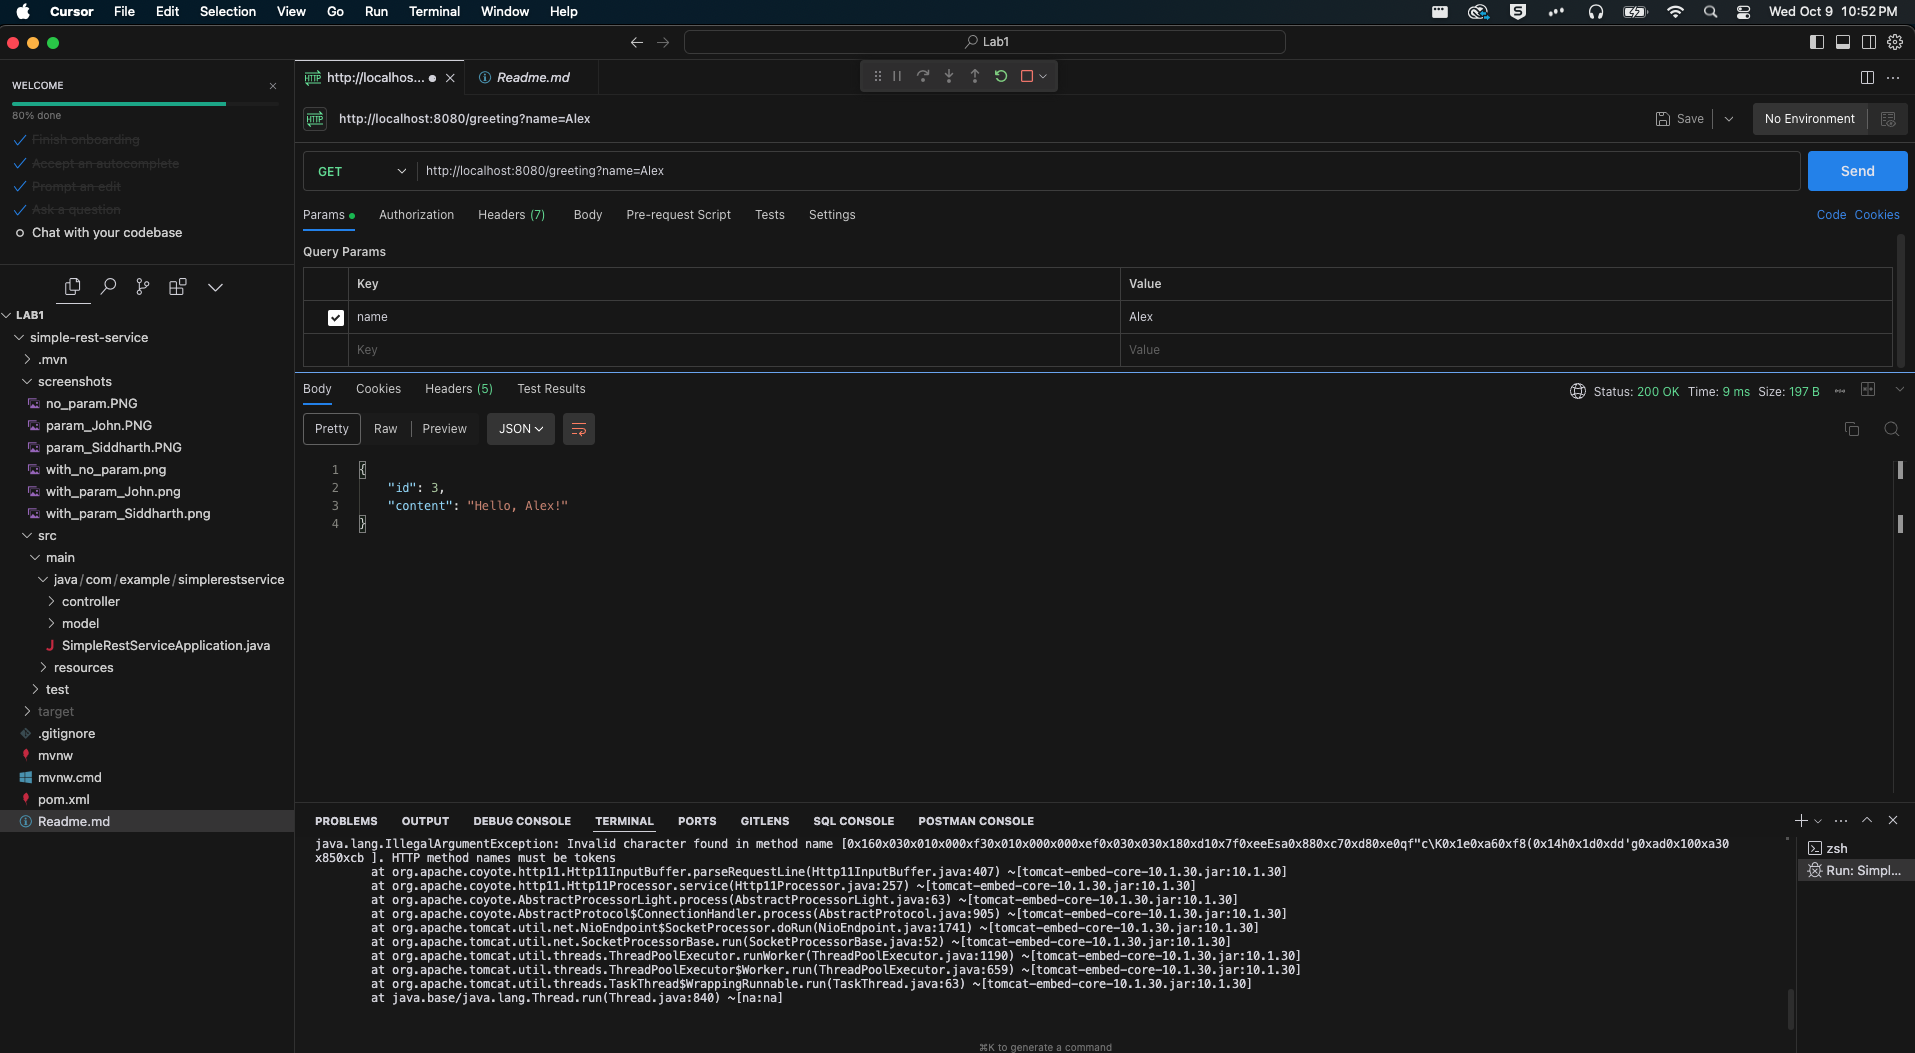 Cursor File Edit Selection View Go Run Terminal Window Help Wed Oct 9 10:52 PM
Lab1
WELCOME
80% done
Finish onboarding
Accept an autocomplete
Prompt an edit
Ask a question
Chat with your codebase
LAB1
simple-rest-service
.mvn
screenshots
no_param.PNG
param_John.PNG
param_Siddharth.PNG
with_no_param.png
with_param_John.png
with_param_Siddharth.png
src
main
java/com/example/simplerestservice
controller
model
J SimpleRestServiceApplication.java
resources
test
target
.gitignore
mvnw
mvnw.cmd
pom.xml
Readme.md
HTTP http://localhos... Readme.md
HTTP http://localhost:8080/greeting?name=Alex Save No Environment
GET http://localhost:8080/greeting?name=Alex Send
Params Authorization Headers (7) Body Pre-request Script Tests Settings Code Cookies
Query Params
Key Value
name Alex
Key Value
Body Cookies Headers (5) Test Results Status: 200 OK Time: 9 ms Size: 197 B
Pretty Raw Preview JSON
1 {
2 "id": 3,
3 "content": "Hello, Alex!"
4 }
PROBLEMS OUTPUT DEBUG CONSOLE TERMINAL PORTS GITLENS SQL CONSOLE POSTMAN CONSOLE
java.lang.IllegalArgumentException: Invalid character found in method name [0x160x030x010x000xf30x010x000x000xef0x030x030x180xd10x7f0xeeEsa0x880xc70xd80xe0qf"c\K0x1e0xa60xf8(0x14h0x1d0xdd'g0xad0x100xa30
x850xcb ]. HTTP method names must be tokens
at org.apache.coyote.http11.Http11InputBuffer.parseRequestLine(Http11InputBuffer.java:407) ~[tomcat-embed-core-10.1.30.jar:10.1.30]
at org.apache.coyote.http11.Http11Processor.service(Http11Processor.java:257) ~[tomcat-embed-core-10.1.30.jar:10.1.30]
at org.apache.coyote.AbstractProcessorLight.process(AbstractProcessorLight.java:63) ~[tomcat-embed-core-10.1.30.jar:10.1.30]
at org.apache.coyote.AbstractProtocol$ConnectionHandler.process(AbstractProtocol.java:905) ~[tomcat-embed-core-10.1.30.jar:10.1.30]
at org.apache.tomcat.util.net.NioEndpoint$SocketProcessor.doRun(NioEndpoint.java:1741) ~[tomcat-embed-core-10.1.30.jar:10.1.30]
at org.apache.tomcat.util.net.SocketProcessorBase.run(SocketProcessorBase.java:52) ~[tomcat-embed-core-10.1.30.jar:10.1.30]
at org.apache.tomcat.util.threads.ThreadPoolExecutor.runWorker(ThreadPoolExecutor.java:1190) ~[tomcat-embed-core-10.1.30.jar:10.1.30]
at org.apache.tomcat.util.threads.ThreadPoolExecutor$Worker.run(ThreadPoolExecutor.java:659) ~[tomcat-embed-core-10.1.30.jar:10.1.30]
at org.apache.tomcat.util.threads.TaskThread$WrappingRunnable.run(TaskThread.java:63) ~[tomcat-embed-core-10.1.30.jar:10.1.30]
at java.base/java.lang.Thread.run(Thread.java:840) ~[na:na]
zsh
Run: Simpl...
⌘K to generate a command